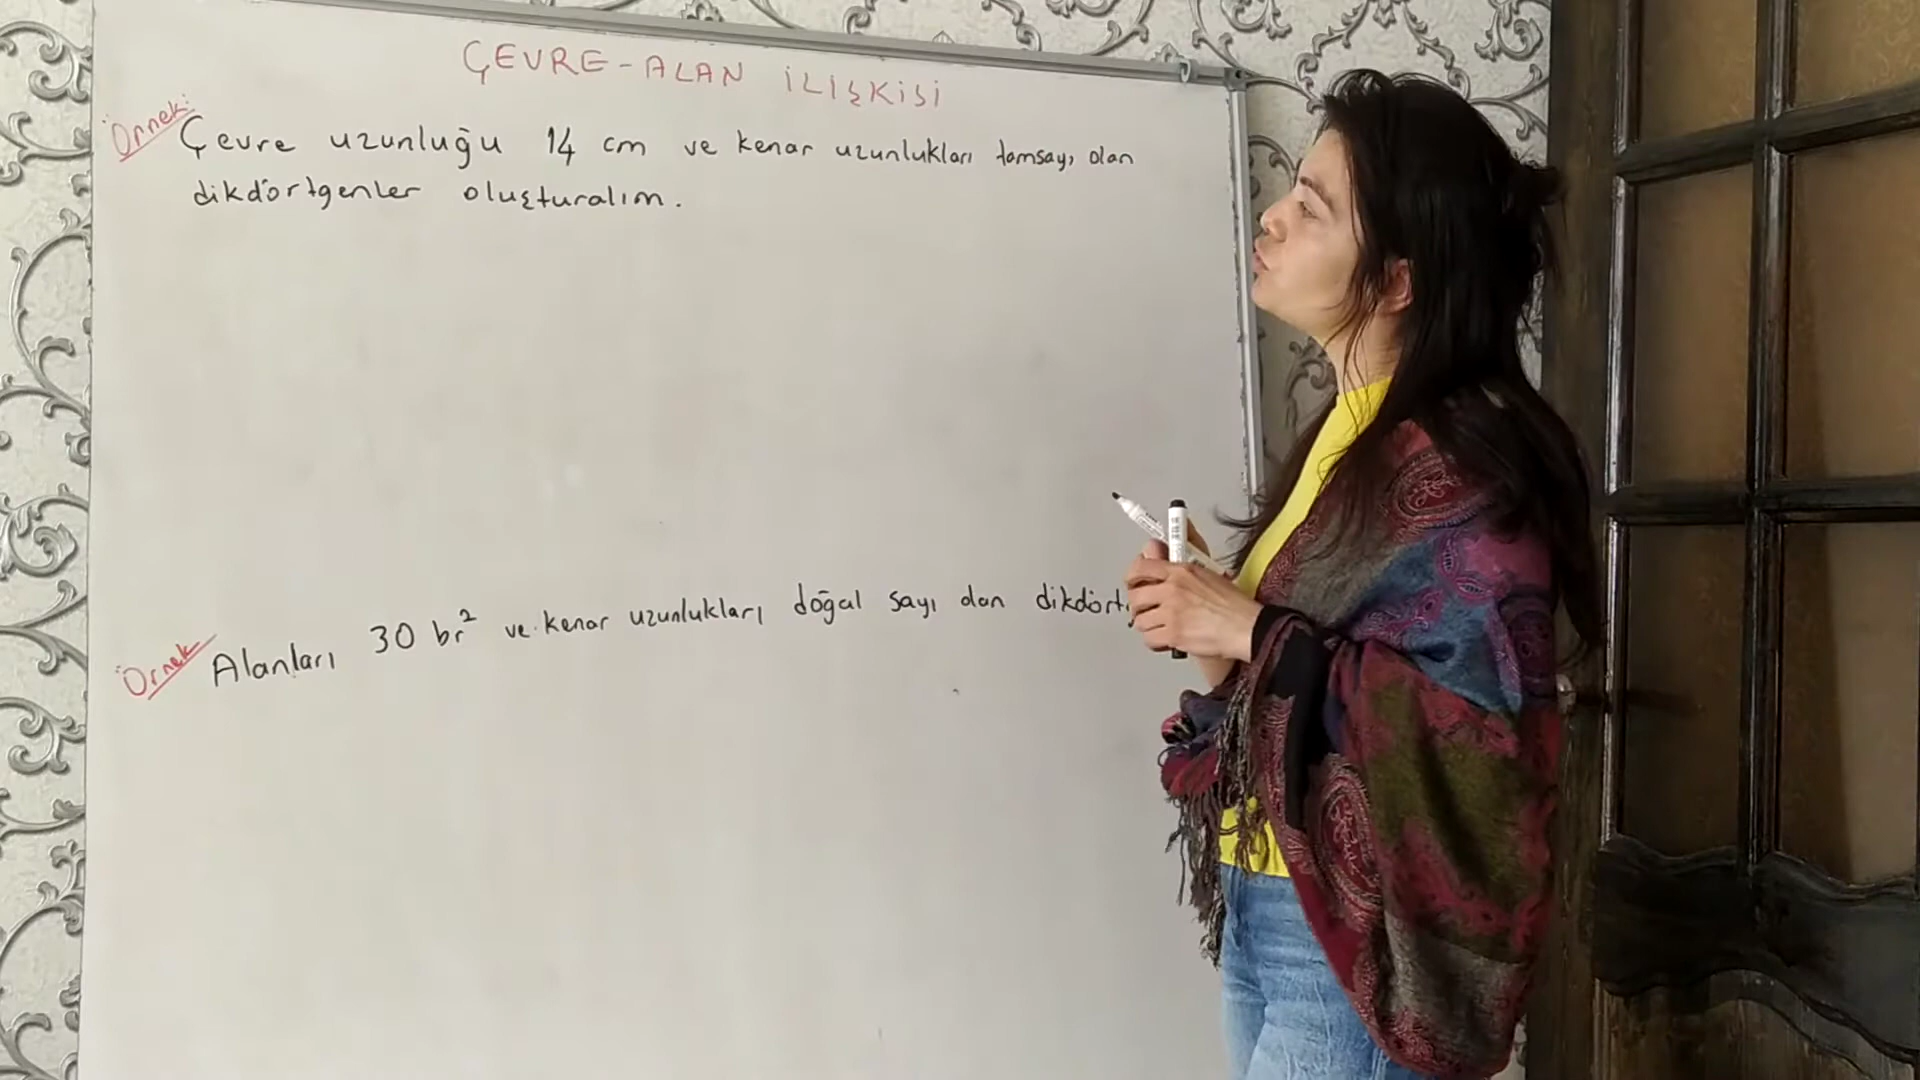 ÇEVRE-ALAN İLİŞKİSİ
Örnek: Çevre uzunluğu 14 cm ve kenar uzunlukları tamsayı olan
dikdörtgenler oluşturalım.
Örnek Alanları 30 br² ve kenar uzunlukları doğal sayı olan